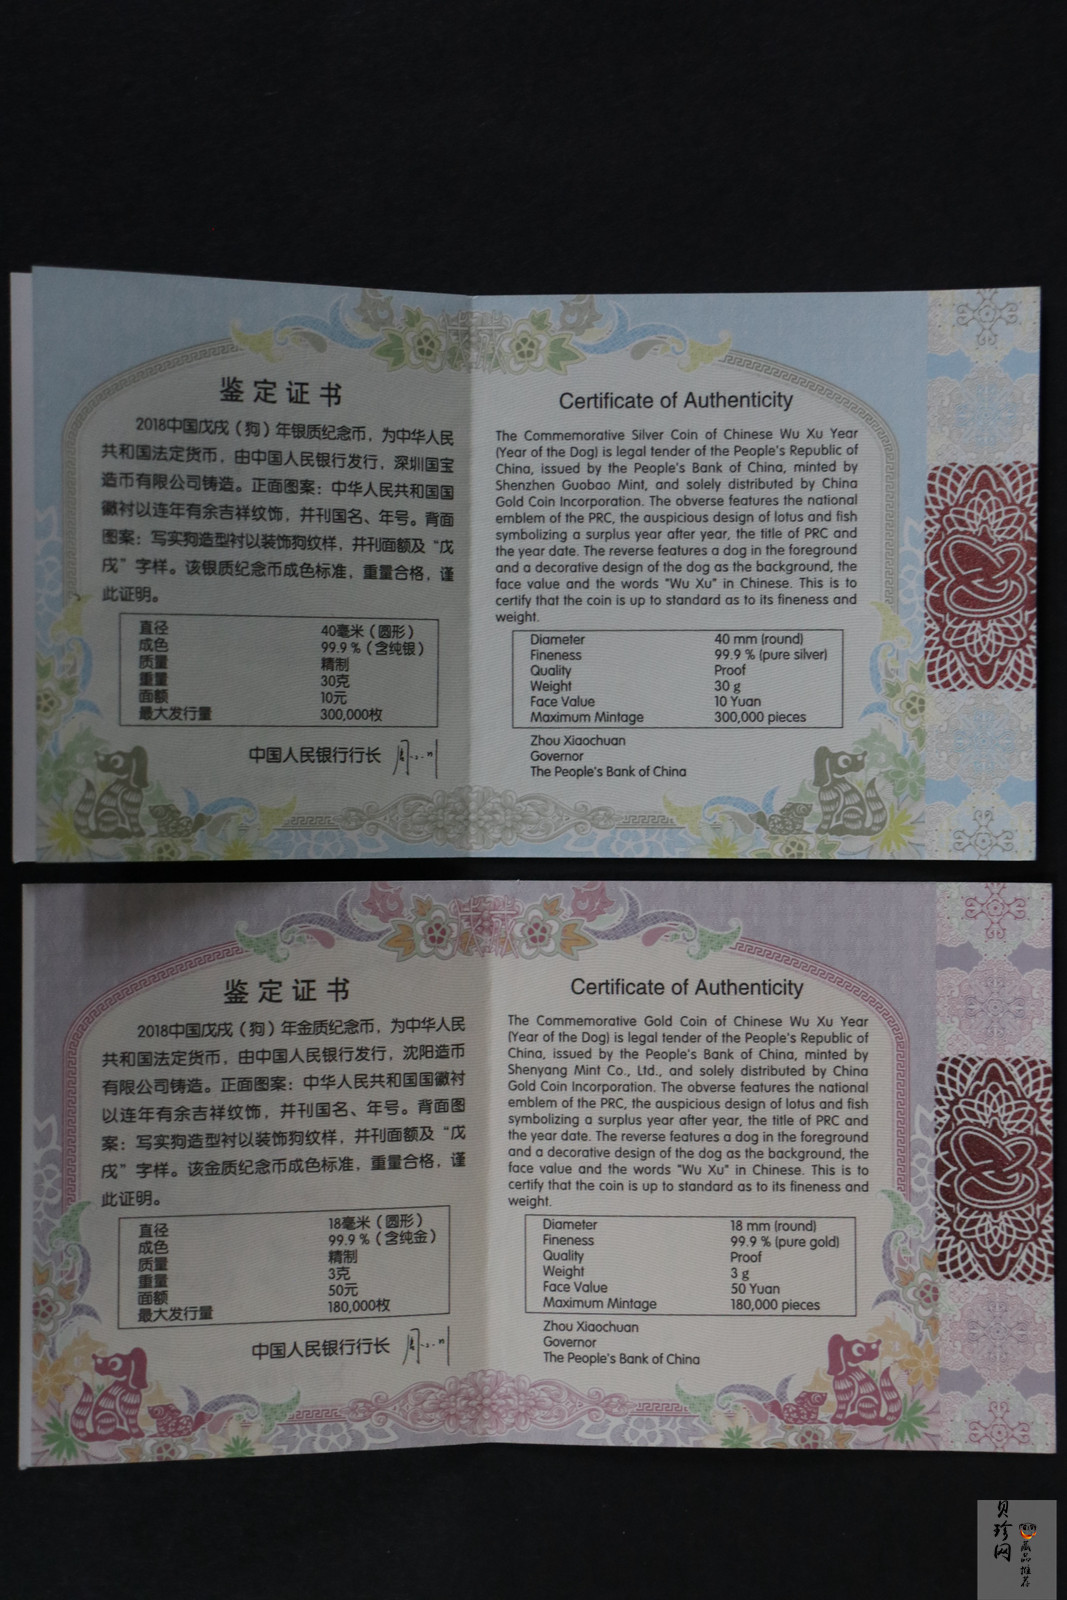 鉴定证书
2018中国戊戌（狗）年银质纪念币，为中华人民
共和国法定货币，由中国人民银行发行，深圳国宝
造币有限公司铸造。正面图案：中华人民共和国国
徽衬以连年有余吉祥纹饰，并刊国名、年号。背面
图案：写实狗造型衬以装饰狗纹样，并刊面额及“戊
戌”字样。该银质纪念币成色标准，重量合格，谨
此证明。
直径 40毫米（圆形）
成色 99.9％（含纯银）
质量 精制
重量 30克
面额 10元
最大发行量 300,000枚
中国人民银行行长
Certificate of Authenticity
The Commemorative Silver Coin of Chinese Wu Xu Year
(Year of the Dog) is legal tender of the People's Republic of
China, issued by the People's Bank of China, minted by
Shenzhen Guobao Mint, and solely distributed by China
Gold Coin Incorporation. The obverse features the national
emblem of the PRC, the auspicious design of lotus and fish
symbolizing a surplus year after year, the title of PRC and
the year date. The reverse features a dog in the foreground
and a decorative design of the dog as the background, the
face value and the words "Wu Xu" in Chinese. This is to
certify that the coin is up to standard as to its fineness and
weight.
Diameter 40 mm (round)
Fineness 99.9 % (pure silver)
Quality Proof
Weight 30 g
Face Value 10 Yuan
Maximum Mintage 300,000 pieces
Zhou Xiaochuan
Governor
The People's Bank of China
鉴定证书
2018中国戊戌（狗）年金质纪念币，为中华人民
共和国法定货币，由中国人民银行发行，沈阳造币
有限公司铸造。正面图案：中华人民共和国国徽衬
以连年有余吉祥纹饰，并刊国名、年号。背面图
案：写实狗造型衬以装饰狗纹样，并刊面额及“戊
戌”字样。该金质纪念币成色标准，重量合格，谨
此证明。
直径 18毫米（圆形）
成色 99.9％（含纯金）
质量 精制
重量 3克
面额 50元
最大发行量 180,000枚
中国人民银行行长
Certificate of Authenticity
The Commemorative Gold Coin of Chinese Wu Xu Year
(Year of the Dog) is legal tender of the People's Republic of
China, issued by the People's Bank of China, minted by
Shenyang Mint Co., Ltd., and solely distributed by China
Gold Coin Incorporation. The obverse features the national
emblem of the PRC, the auspicious design of lotus and fish
symbolizing a surplus year after year, the title of PRC and
the year date. The reverse features a dog in the foreground
and a decorative design of the dog as the background, the
face value and the words "Wu Xu" in Chinese. This is to
certify that the coin is up to standard as to its fineness and
weight.
Diameter 18 mm (round)
Fineness 99.9 % (pure gold)
Quality Proof
Weight 3 g
Face Value 50 Yuan
Maximum Mintage 180,000 pieces
Zhou Xiaochuan
Governor
The People's Bank of China
贝珍网
藏品推荐